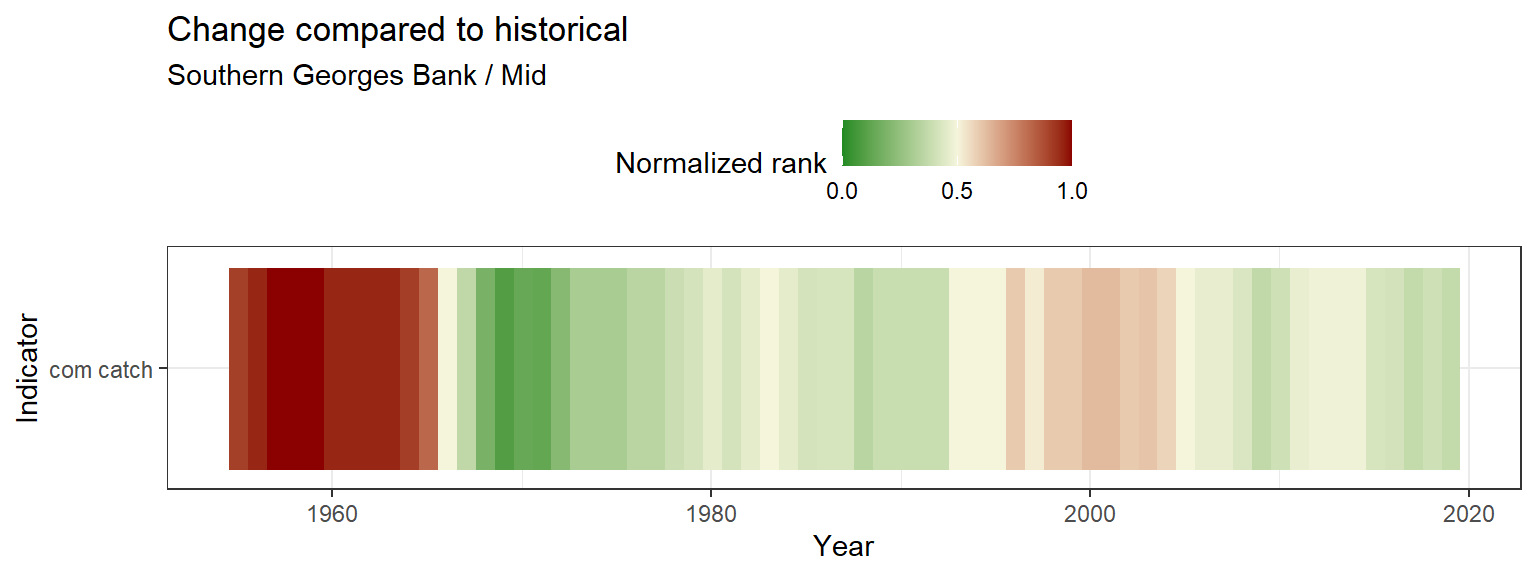 Change compared to historical
Southern Georges Bank / Mid
Normalized rank
0.0 0.5 1.0
Indicator
com catch
1960 1980 2000 2020
Year